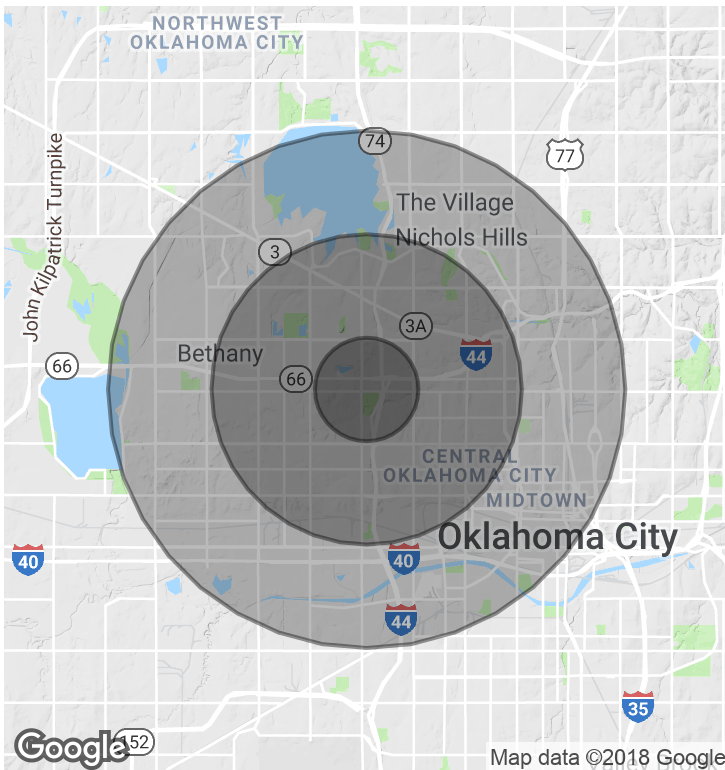 NORTHWEST
OKLAHOMA CITY
74
77
John Kilpatrick Turnpike
The Village
Nichols Hills
3
3A
Bethany
44
66
66
CENTRAL
OKLAHOMA CITY
MIDTOWN
Oklahoma City
40
40
44
35
Google
152
Map data ©2018 Google